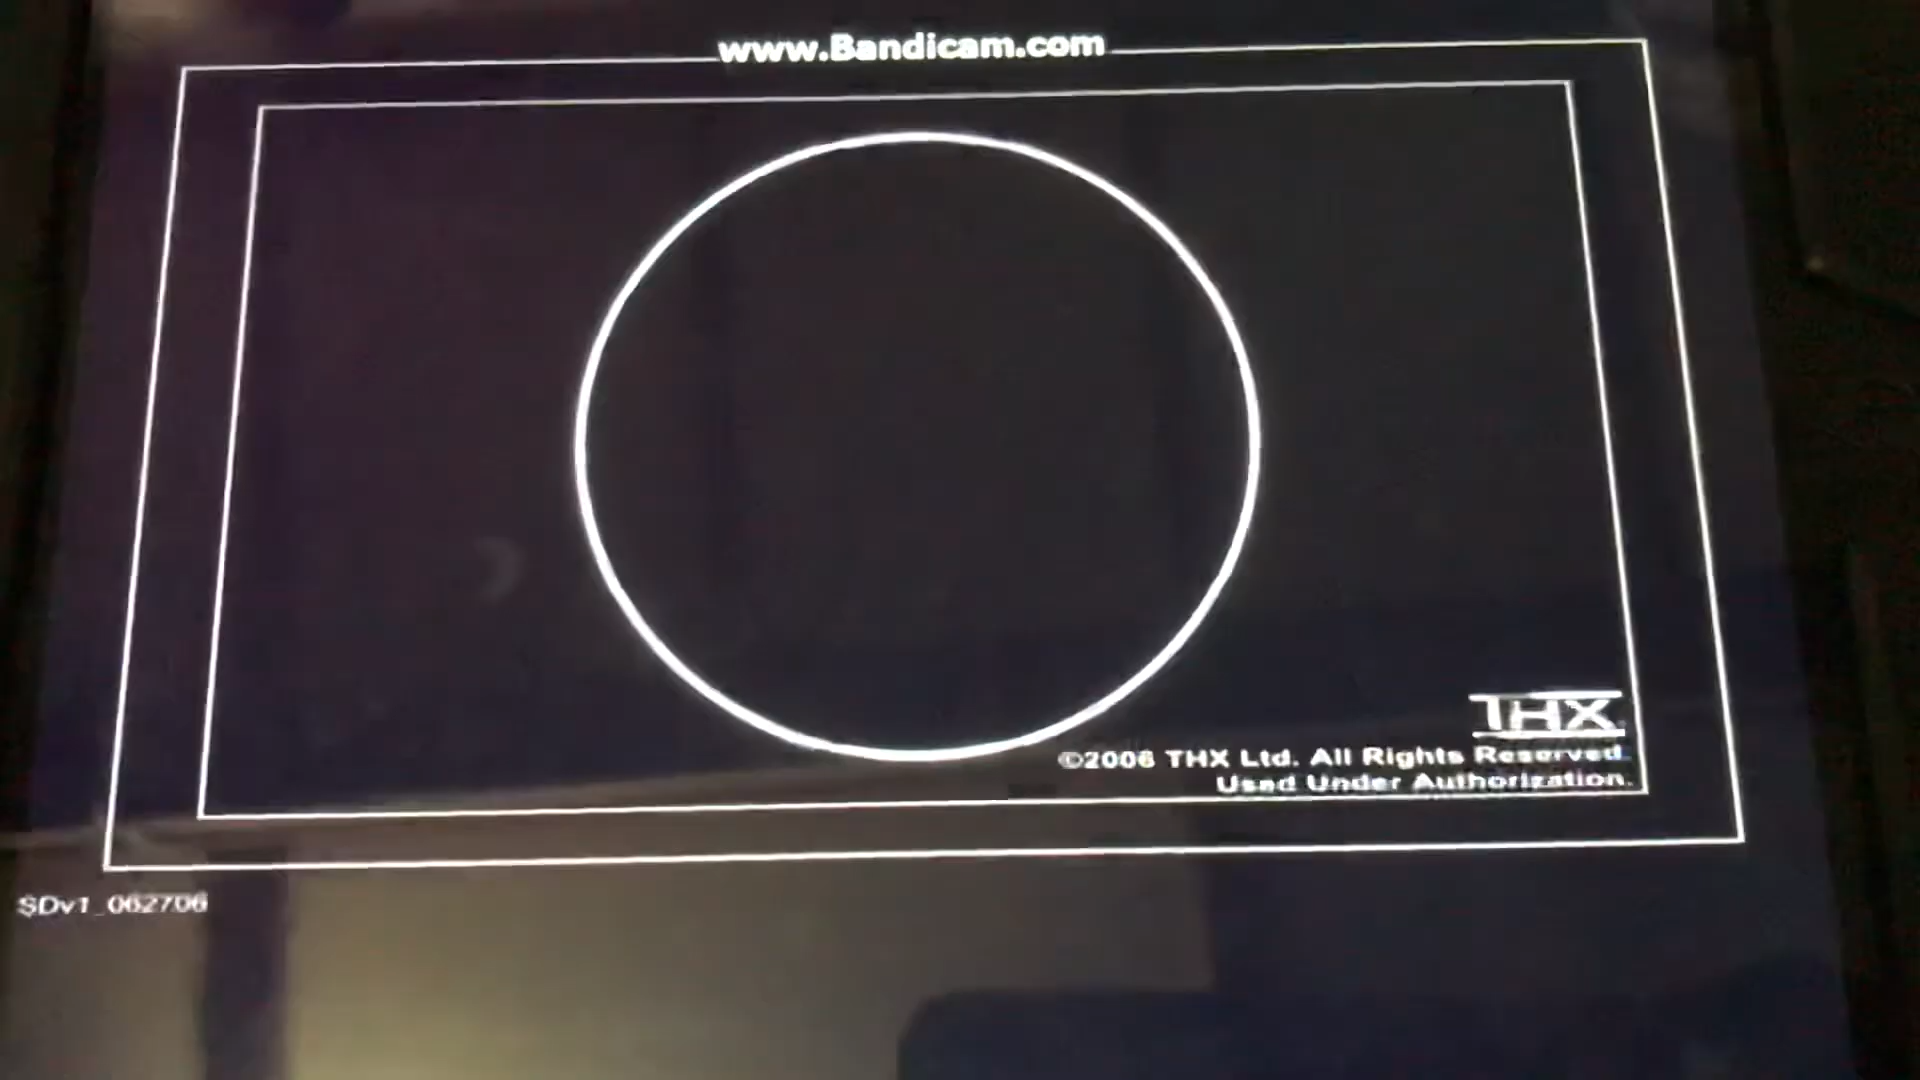 www.Bandicam.com
THX
©2006 THX Ltd. All Rights Reserved.
Used Under Authorization.
SDv1_062706